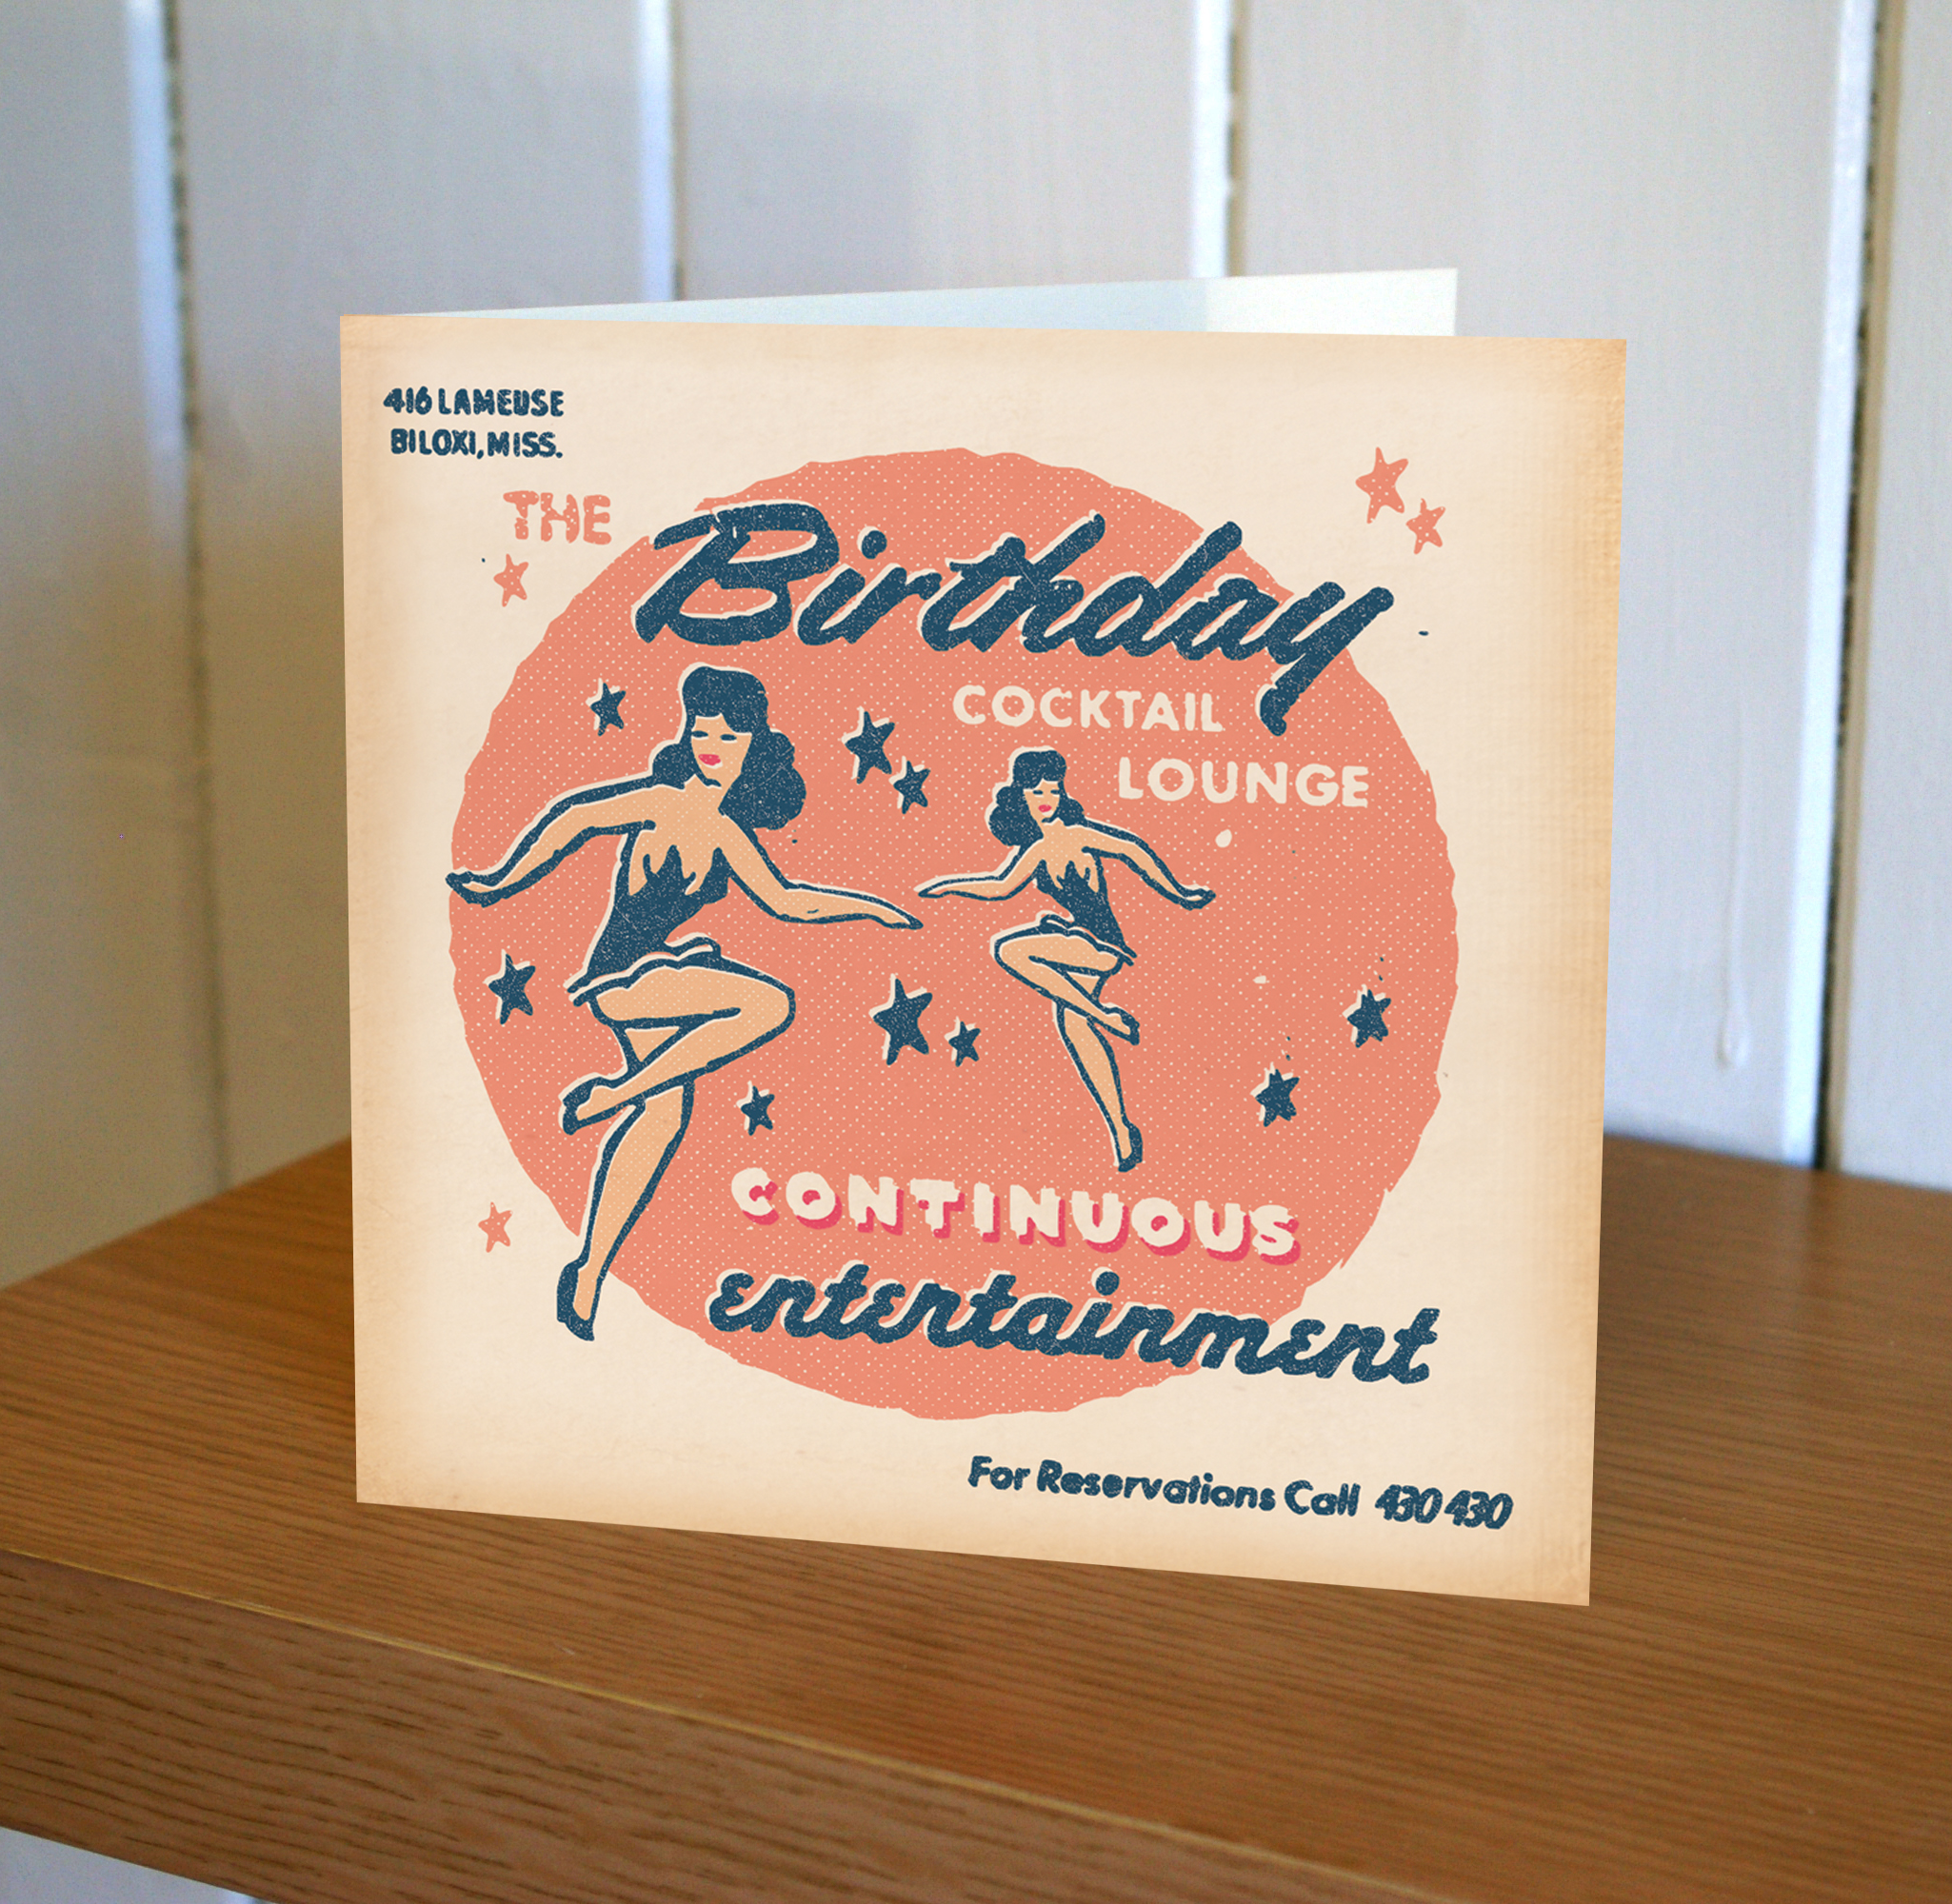 416 LAMEUSE
BILOXI, MISS.
THE
Birthday
COCKTAIL
LOUNGE
CONTINUOUS
entertainment
For Reservations Call 430 430